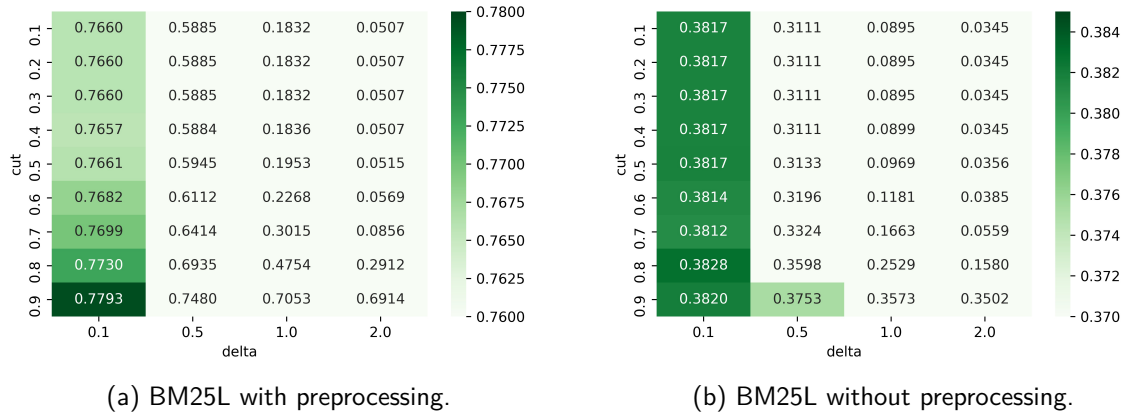 0.1 0.7660 0.5885 0.1832 0.0507
0.2 0.7660 0.5885 0.1832 0.0507
0.3 0.7660 0.5885 0.1832 0.0507
0.4 0.7657 0.5884 0.1836 0.0507
0.5 0.7661 0.5945 0.1953 0.0515
0.6 0.7682 0.6112 0.2268 0.0569
0.7 0.7699 0.6414 0.3015 0.0856
0.8 0.7730 0.6935 0.4754 0.2912
0.9 0.7793 0.7480 0.7053 0.6914
cut
0.1 0.5 1.0 2.0
delta
0.7800
0.7775
0.7750
0.7725
0.7700
0.7675
0.7650
0.7625
0.7600
(a) BM25L with preprocessing.
0.1 0.3817 0.3111 0.0895 0.0345
0.2 0.3817 0.3111 0.0895 0.0345
0.3 0.3817 0.3111 0.0895 0.0345
0.4 0.3817 0.3111 0.0899 0.0345
0.5 0.3817 0.3133 0.0969 0.0356
0.6 0.3814 0.3196 0.1181 0.0385
0.7 0.3812 0.3324 0.1663 0.0559
0.8 0.3828 0.3598 0.2529 0.1580
0.9 0.3820 0.3753 0.3573 0.3502
cut
0.1 0.5 1.0 2.0
delta
0.384
0.382
0.380
0.378
0.376
0.374
0.372
0.370
(b) BM25L without preprocessing.